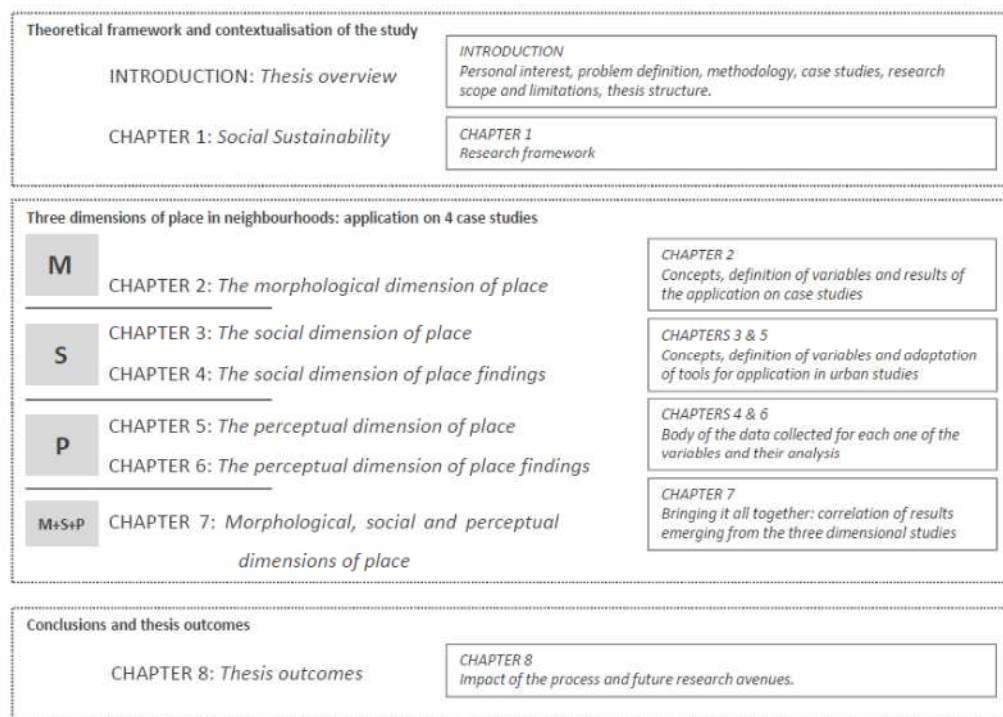 Theoretical framework and contextualisation of the study
INTRODUCTION: Thesis overview
INTRODUCTION
Personal interest, problem definition, methodology, case studies, research
scope and limitations, thesis structure.
CHAPTER 1: Social Sustainability
CHAPTER 1
Research framework
Three dimensions of place in neighbourhoods: application on 4 case studies
M
CHAPTER 2: The morphological dimension of place
CHAPTER 2
Concepts, definition of variables and results of
the application on case studies
S
CHAPTER 3: The social dimension of place
CHAPTER 4: The social dimension of place findings
CHAPTERS 3 & 5
Concepts, definition of variables and adaptation
of tools for application in urban studies
P
CHAPTER 5: The perceptual dimension of place
CHAPTER 6: The perceptual dimension of place findings
CHAPTERS 4 & 6
Body of the data collected for each one of the
variables and their analysis
M+S+P
CHAPTER 7: Morphological, social and perceptual
dimensions of place
CHAPTER 7
Bringing it all together: correlation of results
emerging from the three dimensional studies
Conclusions and thesis outcomes
CHAPTER 8: Thesis outcomes
CHAPTER 8
Impact of the process and future research avenues.